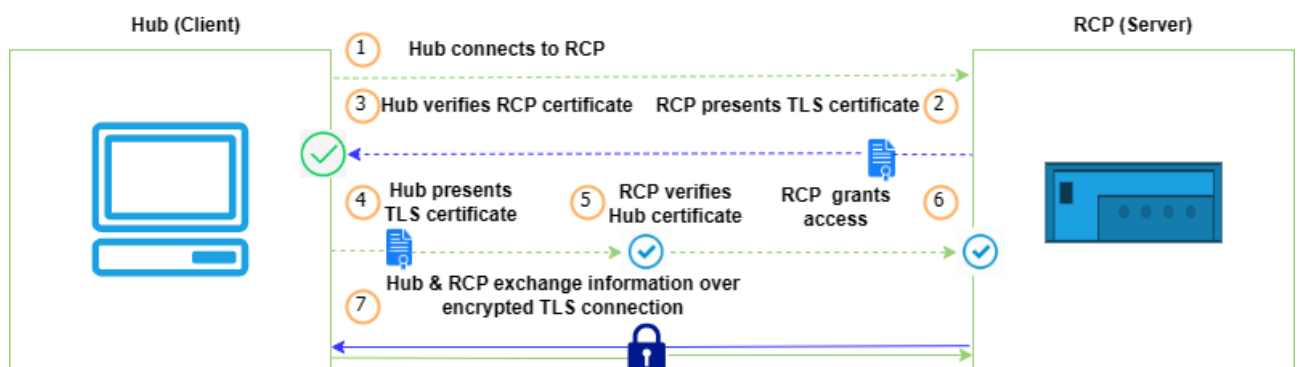 Hub (Client)
RCP (Server)
1 Hub connects to RCP
3 Hub verifies RCP certificate
RCP presents TLS certificate 2
4 Hub presents
TLS certificate
5 RCP verifies
Hub certificate
RCP grants
access
6
7 Hub & RCP exchange information over
encrypted TLS connection